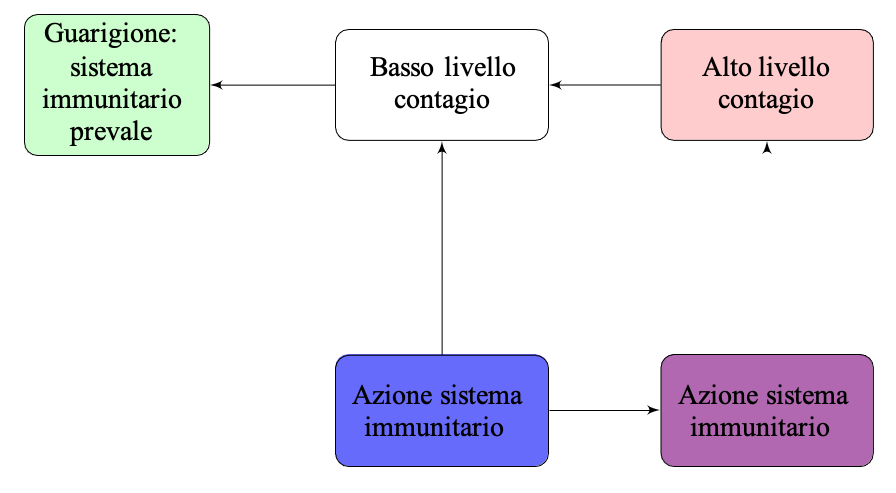 Guarigione:
sistema
immunitario
prevale
Basso livello
contagio
Alto livello
contagio
Azione sistema
immunitario
Azione sistema
immunitario